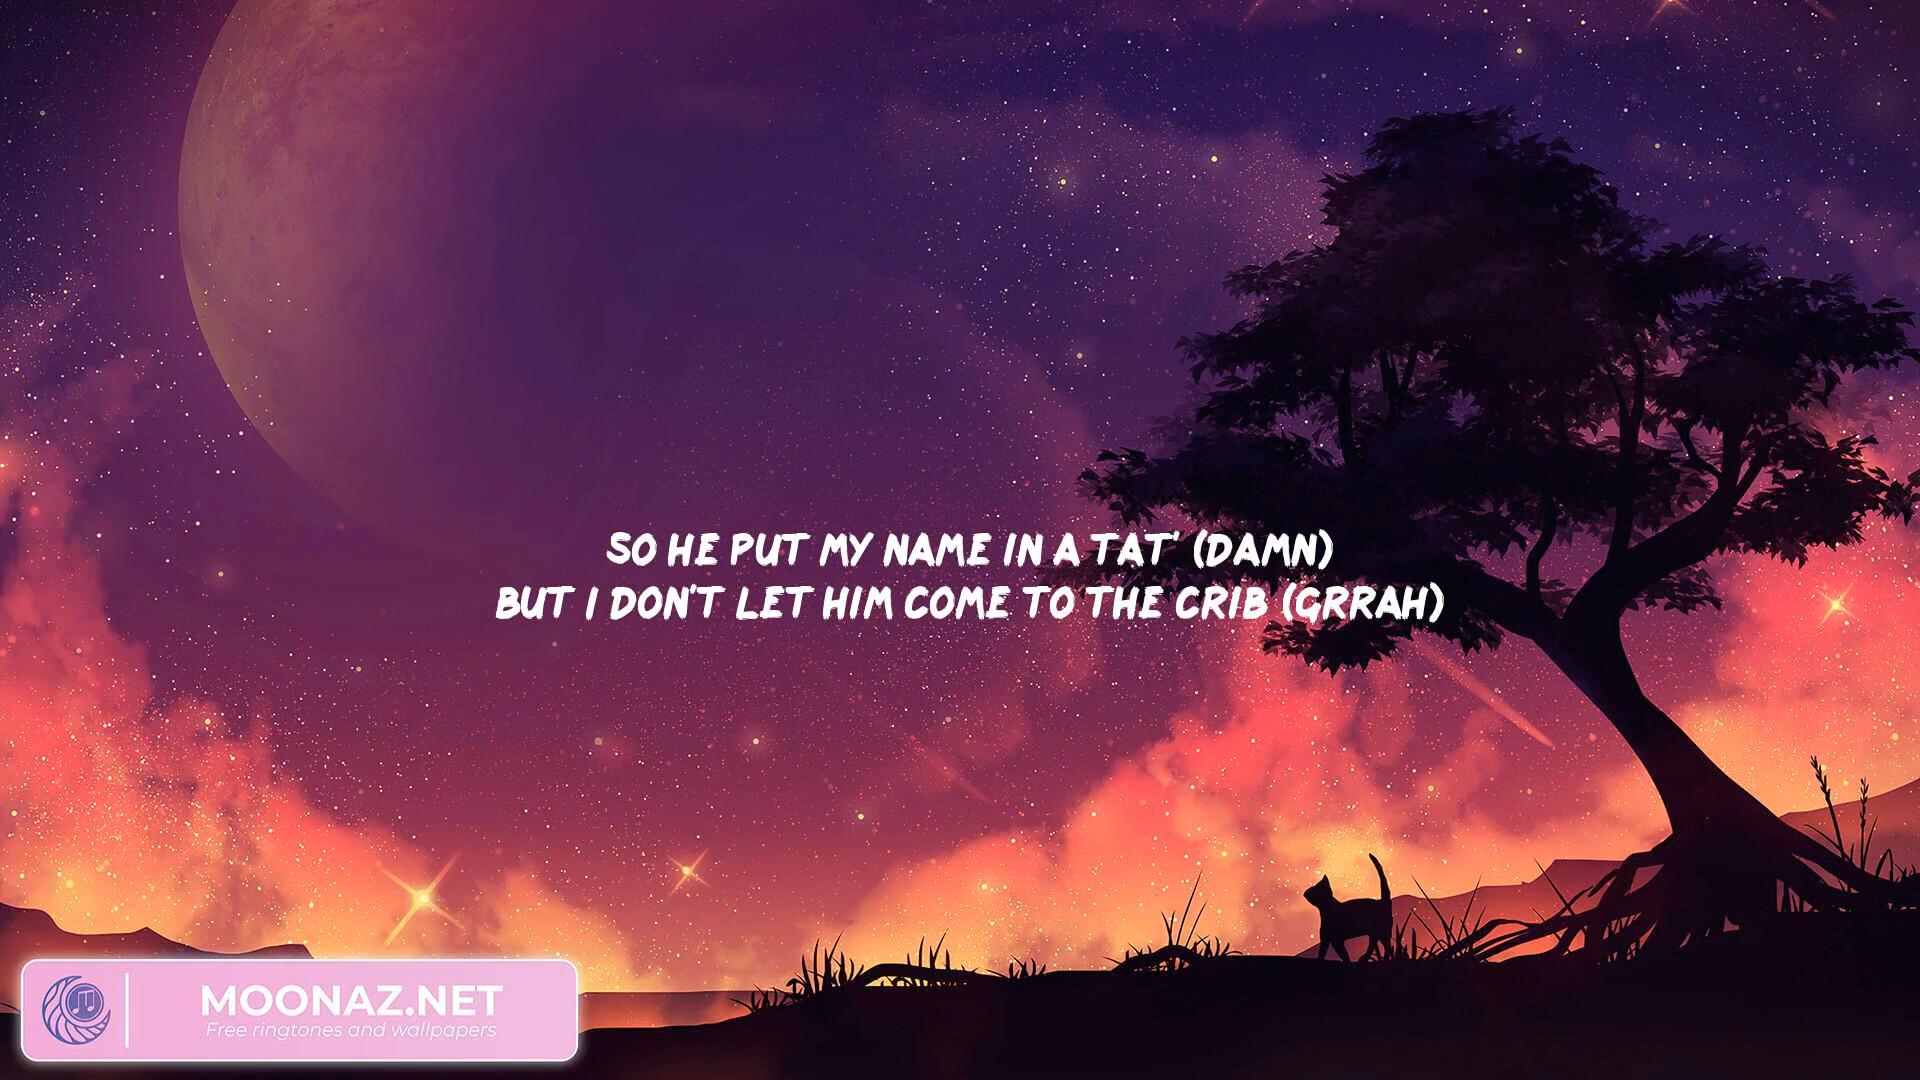 SO HE PUT MY NAME IN A TAT' (DAMN)
BUT I DON'T LET HIM COME TO THE CRIB (GRRAH)
MOONAZ.NET
Free ringtones and wallpapers